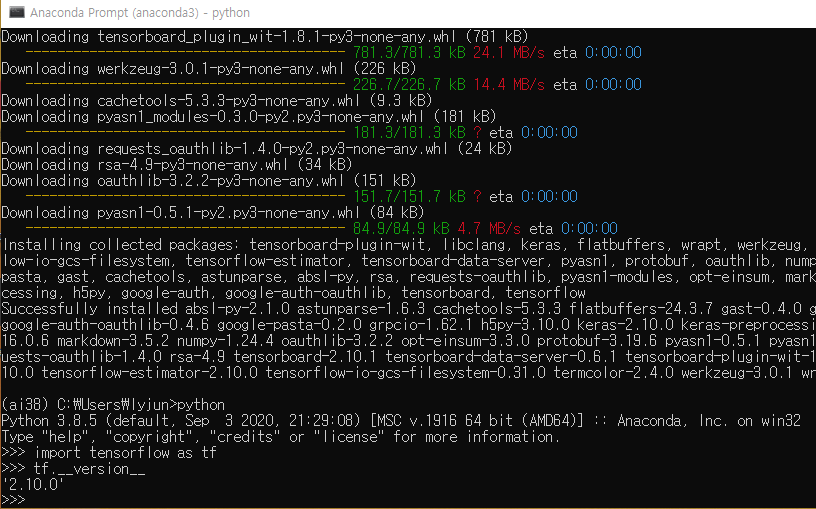 Anaconda Prompt (anaconda3) - python
Downloading tensorboard_plugin_wit-1.8.1-py3-none-any.whl (781 kB)
---------------------------------------- 781.3/781.3 kB 24.1 MB/s eta 0:00:00
Downloading werkzeug-3.0.1-py3-none-any.whl (226 kB)
---------------------------------------- 226.7/226.7 kB 14.4 MB/s eta 0:00:00
Downloading cachetools-5.3.3-py3-none-any.whl (9.3 kB)
Downloading pyasn1_modules-0.3.0-py2.py3-none-any.whl (181 kB)
---------------------------------------- 181.3/181.3 kB ? eta 0:00:00
Downloading requests_oauthlib-1.4.0-py2.py3-none-any.whl (24 kB)
Downloading rsa-4.9-py3-none-any.whl (34 kB)
Downloading oauthlib-3.2.2-py3-none-any.whl (151 kB)
---------------------------------------- 151.7/151.7 kB ? eta 0:00:00
Downloading pyasn1-0.5.1-py2.py3-none-any.whl (84 kB)
---------------------------------------- 84.9/84.9 kB 4.7 MB/s eta 0:00:00
Installing collected packages: tensorboard-plugin-wit, libclang, keras, flatbuffers, wrapt, werkzeug,
low-io-gcs-filesystem, tensorflow-estimator, tensorboard-data-server, pyasn1, protobuf, oauthlib, nump
pasta, gast, cachetools, astunparse, absl-py, rsa, requests-oauthlib, pyasn1-modules, opt-einsum, mark
cessing, h5py, google-auth, google-auth-oauthlib, tensorboard, tensorflow
Successfully installed absl-py-2.1.0 astunparse-1.6.3 cachetools-5.3.3 flatbuffers-24.3.7 gast-0.4.0 g
google-auth-oauthlib-0.4.6 google-pasta-0.2.0 grpcio-1.62.1 h5py-3.10.0 keras-2.10.0 keras-preprocessi
16.0.6 markdown-3.5.2 numpy-1.24.4 oauthlib-3.2.2 opt-einsum-3.3.0 protobuf-3.19.6 pyasn1-0.5.1 pyasn1
uests-oauthlib-1.4.0 rsa-4.9 tensorboard-2.10.1 tensorboard-data-server-0.6.1 tensorboard-plugin-wit-1
10.0 tensorflow-estimator-2.10.0 tensorflow-io-gcs-filesystem-0.31.0 termcolor-2.4.0 werkzeug-3.0.1 wr
(ai38) C:₩Users₩lyjun>python
Python 3.8.5 (default, Sep  3 2020, 21:29:08) [MSC v.1916 64 bit (AMD64)] :: Anaconda, Inc. on win32
Type "help", "copyright", "credits" or "license" for more information.
>>> import tensorflow as tf
>>> tf.__version__
'2.10.0'
>>>